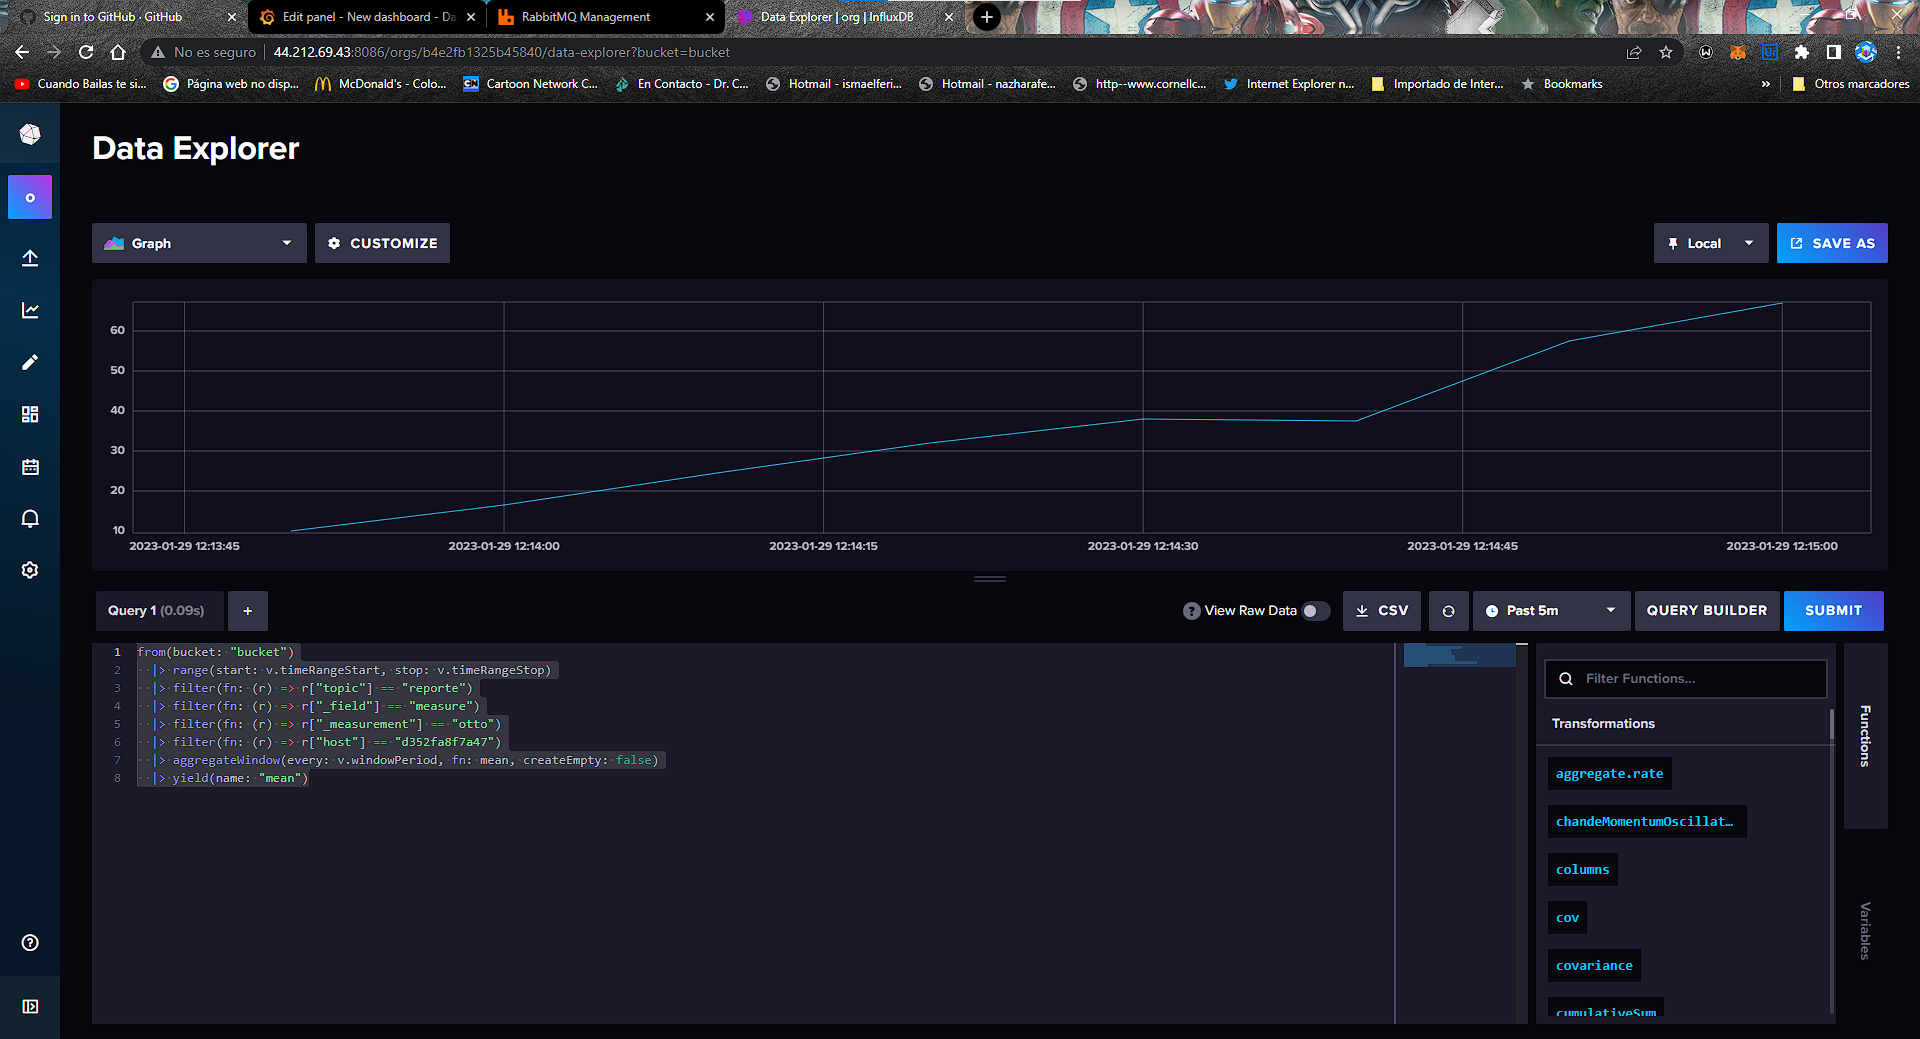 Sign in to GitHub · GitHub
Edit panel - New dashboard - Da
RabbitMQ Management
Data Explorer | org | InfluxDB
No es seguro
44.212.69.43:8086/orgs/b4e2fb1325b45840/data-explorer?bucket=bucket
Cuando Bailas te si...
Página web no disp...
McDonald's - Colo...
Cartoon Network C...
En Contacto - Dr. C...
Hotmail - ismaelferi...
Hotmail - nazharafe...
http--www.cornellc...
Internet Explorer n...
Importado de Inter...
Bookmarks
»
Otros marcadores
Data Explorer
o
Graph
CUSTOMIZE
Local
SAVE AS
60
50
40
30
20
10
2023-01-29 12:13:45
2023-01-29 12:14:00
2023-01-29 12:14:15
2023-01-29 12:14:30
2023-01-29 12:14:45
2023-01-29 12:15:00
Query 1 (0.09s)
+
View Raw Data
CSV
Past 5m
QUERY BUILDER
SUBMIT
1 from(bucket: "bucket")
2 |> range(start: v.timeRangeStart, stop: v.timeRangeStop)
3 |> filter(fn: (r) => r["topic"] == "reporte")
4 |> filter(fn: (r) => r["_field"] == "measure")
5 |> filter(fn: (r) => r["_measurement"] == "otto")
6 |> filter(fn: (r) => r["host"] == "d352fa8f7a47")
7 |> aggregateWindow(every: v.windowPeriod, fn: mean, createEmpty: false)
8 |> yield(name: "mean")
Filter Functions...
Transformations
aggregate.rate
chandeMomentumOscillat…
columns
cov
covariance
cumulativeSum
Functions
Variables